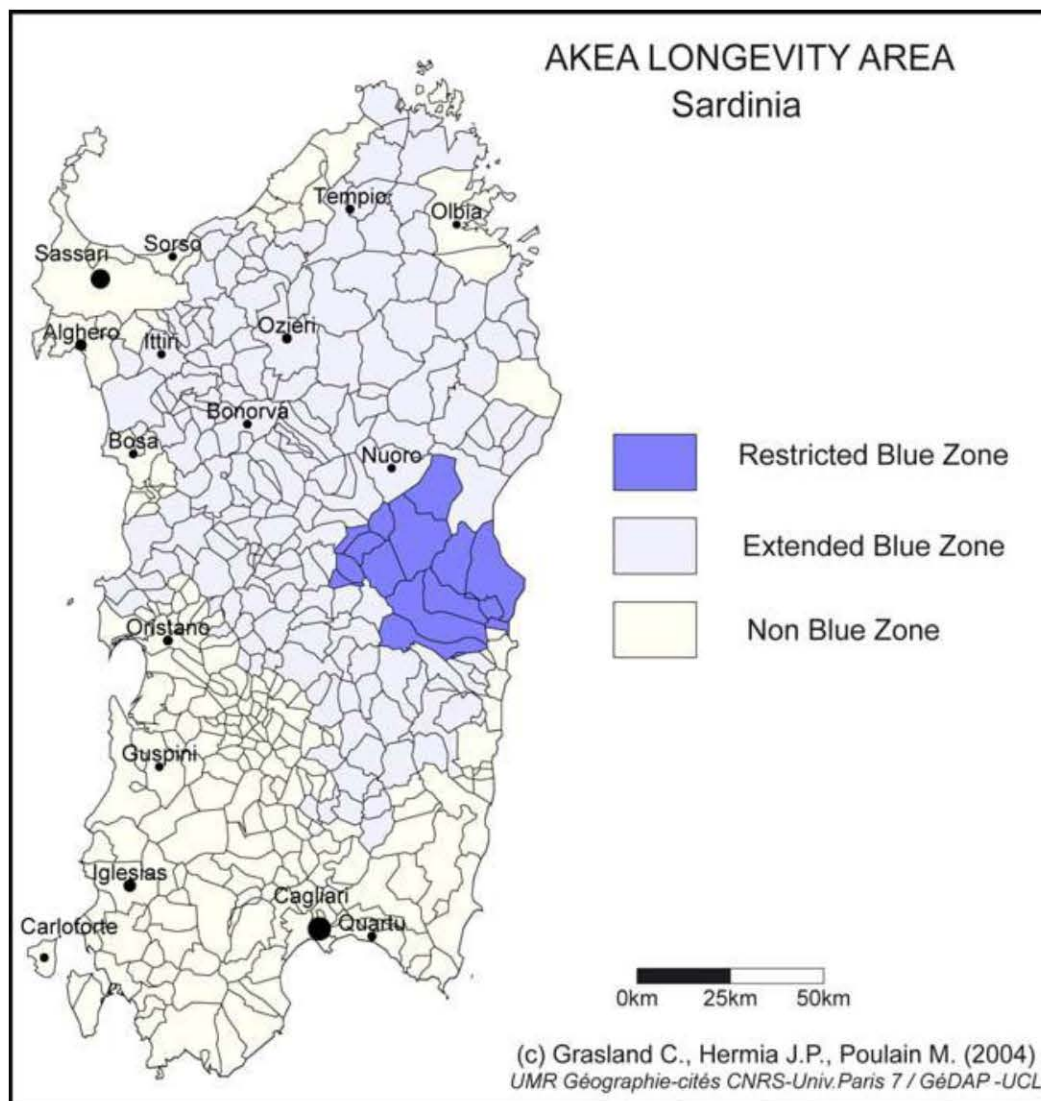 AKEA LONGEVITY AREA
Sardinia
Tempio
Olbia
Sorso
Sassari
Alghero
Ittiri
Ozieri
Bonorva
Bosa
Nuoro
Restricted Blue Zone
Extended Blue Zone
Non Blue Zone
Oristano
Guspini
Iglesias
Cagliari
Quartu
Carloforte
0km 25km 50km
(c) Grasland C., Hermia J.P., Poulain M. (2004)
UMR Géographie-cités CNRS-Univ.Paris 7 / GéDAP -UCL